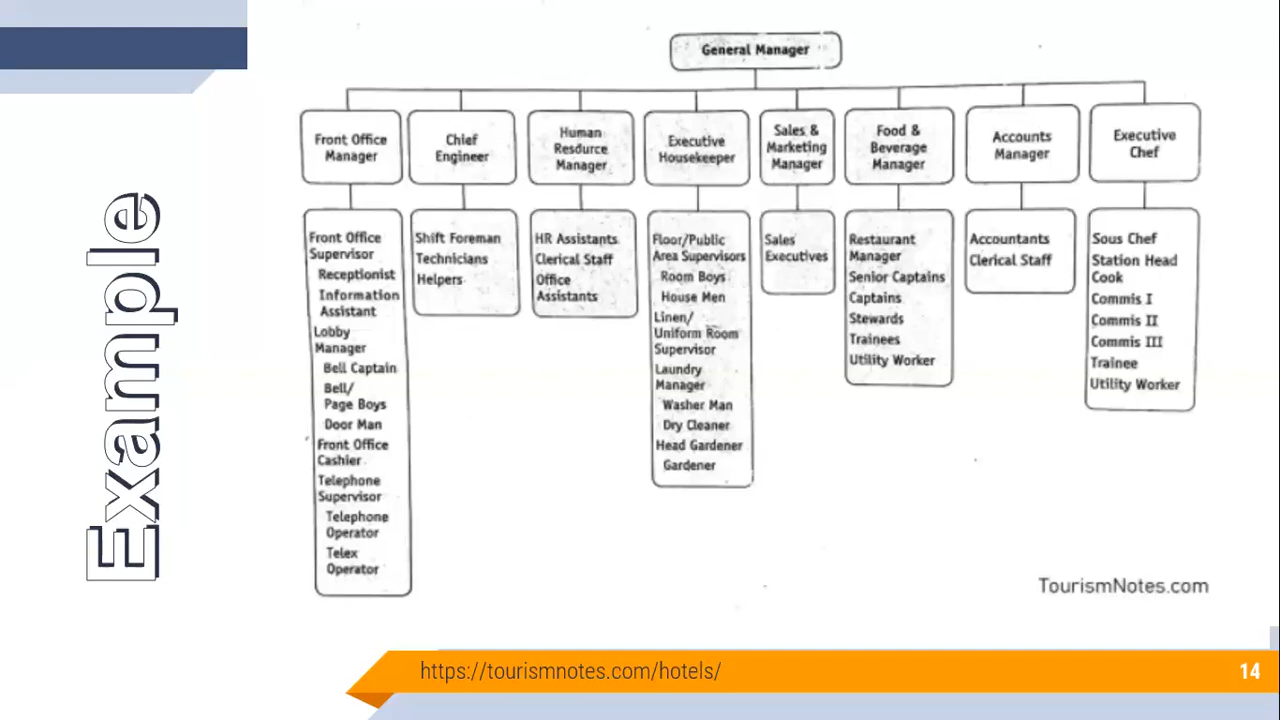 Example
General Manager
Front Office
Manager
Chief
Engineer
Human
Resdurce
Manager
Executive
Housekeeper
Sales &
Marketing
Manager
Food &
Beverage
Manager
Accounts
Manager
Executive
Chef
Front Office
Supervisor
Receptionist
Information
Assistant
Lobby
Manager
Bell Captain
Bell/
Page Boys
Door Man
Front Office
Cashier
Telephone
Supervisor
Telephone
Operator
Telex
Operator
Shift Foreman
Technicians
Helpers
HR Assistants
Clerical Staff
Office
Assistants
Floor/Public
Area Supervisors
Room Boys
House Men
Linen/
Uniform Room
Supervisor
Laundry
Manager
Washer Man
Dry Cleaner
Head Gardener
Gardener
Sales
Executives
Restaurant
Manager
Senior Captains
Captains
Stewards
Trainees
Utility Worker
Accountants
Clerical Staff
Sous Chef
Station Head
Cook
Commis I
Commis II
Commis III
Trainee
Utility Worker
TourismNotes.com
https://tourismnotes.com/hotels/
14